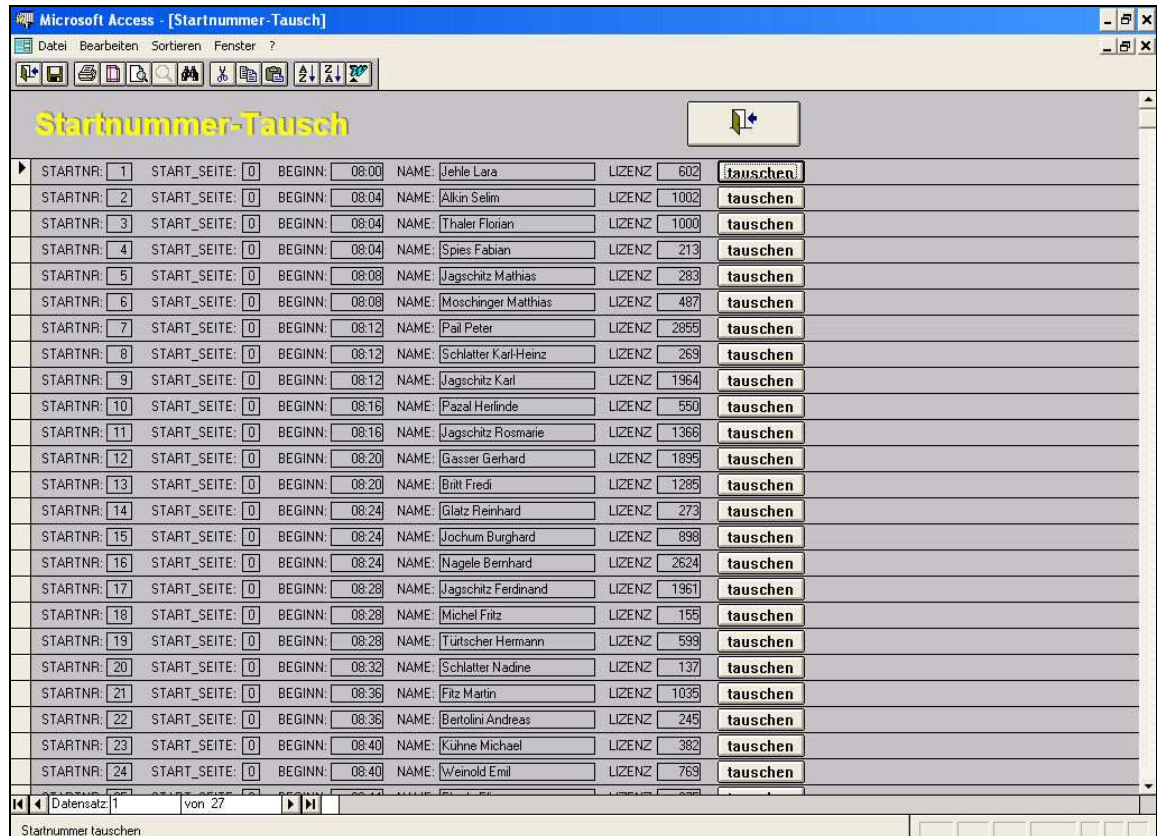 Microsoft Access - [Startnummer-Tausch]
Datei Bearbeiten Sortieren Fenster ?
Startnummer-Tausch
STARTNR: 1 START_SEITE: 0 BEGINN: 08:00 NAME: Jehle Lara LIZENZ 602 tauschen
STARTNR: 2 START_SEITE: 0 BEGINN: 08:04 NAME: Alkin Selim LIZENZ 1002 tauschen
STARTNR: 3 START_SEITE: 0 BEGINN: 08:04 NAME: Thaler Florian LIZENZ 1000 tauschen
STARTNR: 4 START_SEITE: 0 BEGINN: 08:04 NAME: Spies Fabian LIZENZ 213 tauschen
STARTNR: 5 START_SEITE: 0 BEGINN: 08:08 NAME: Jagschitz Mathias LIZENZ 283 tauschen
STARTNR: 6 START_SEITE: 0 BEGINN: 08:08 NAME: Moschinger Matthias LIZENZ 487 tauschen
STARTNR: 7 START_SEITE: 0 BEGINN: 08:12 NAME: Pail Peter LIZENZ 2855 tauschen
STARTNR: 8 START_SEITE: 0 BEGINN: 08:12 NAME: Schlatter Karl-Heinz LIZENZ 269 tauschen
STARTNR: 9 START_SEITE: 0 BEGINN: 08:12 NAME: Jagschitz Karl LIZENZ 1964 tauschen
STARTNR: 10 START_SEITE: 0 BEGINN: 08:16 NAME: Pazal Herlinde LIZENZ 550 tauschen
STARTNR: 11 START_SEITE: 0 BEGINN: 08:16 NAME: Jagschitz Rosmarie LIZENZ 1366 tauschen
STARTNR: 12 START_SEITE: 0 BEGINN: 08:20 NAME: Gasser Gerhard LIZENZ 1895 tauschen
STARTNR: 13 START_SEITE: 0 BEGINN: 08:20 NAME: Britt Fredi LIZENZ 1285 tauschen
STARTNR: 14 START_SEITE: 0 BEGINN: 08:24 NAME: Glatz Reinhard LIZENZ 273 tauschen
STARTNR: 15 START_SEITE: 0 BEGINN: 08:24 NAME: Jochum Burghard LIZENZ 898 tauschen
STARTNR: 16 START_SEITE: 0 BEGINN: 08:24 NAME: Nagele Bernhard LIZENZ 2624 tauschen
STARTNR: 17 START_SEITE: 0 BEGINN: 08:28 NAME: Jagschitz Ferdinand LIZENZ 1961 tauschen
STARTNR: 18 START_SEITE: 0 BEGINN: 08:28 NAME: Michel Fritz LIZENZ 155 tauschen
STARTNR: 19 START_SEITE: 0 BEGINN: 08:28 NAME: Türtscher Hermann LIZENZ 599 tauschen
STARTNR: 20 START_SEITE: 0 BEGINN: 08:32 NAME: Schlatter Nadine LIZENZ 137 tauschen
STARTNR: 21 START_SEITE: 0 BEGINN: 08:36 NAME: Fitz Martin LIZENZ 1035 tauschen
STARTNR: 22 START_SEITE: 0 BEGINN: 08:36 NAME: Bertolini Andreas LIZENZ 245 tauschen
STARTNR: 23 START_SEITE: 0 BEGINN: 08:40 NAME: Kühne Michael LIZENZ 382 tauschen
STARTNR: 24 START_SEITE: 0 BEGINN: 08:40 NAME: Weinold Emil LIZENZ 769 tauschen
Datensatz: 1 von 27
Startnummer tauschen